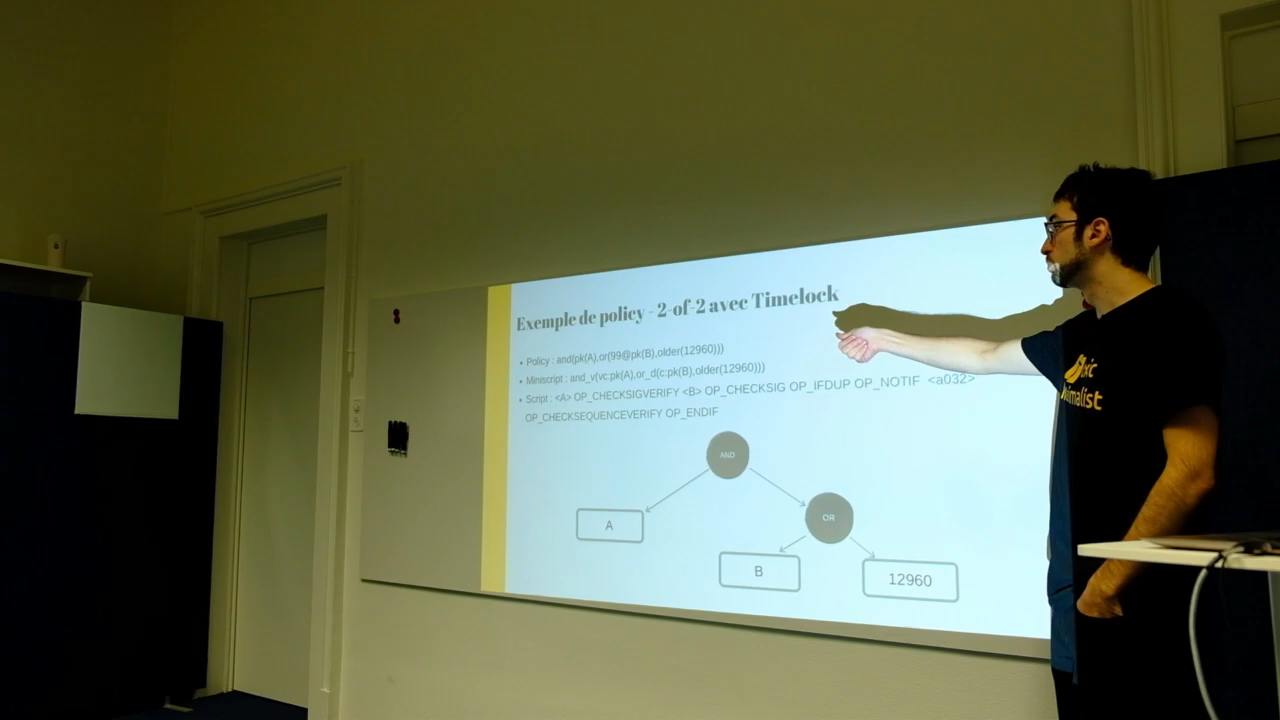 Exemple de policy - 2-of-2 avec Timelock
• Policy : and(pk(A),or(99@pk(B),older(12960)))
• Miniscript : and_v(vc:pk(A),or_d(c:pk(B),older(12960)))
• Script : <A> OP_CHECKSIGVERIFY <B> OP_CHECKSIG OP_IFDUP OP_NOTIF <a032>
OP_CHECKSEQUENCEVERIFY OP_ENDIF
AND
A
OR
B
12960